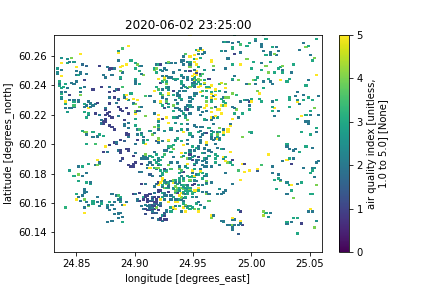 2020-06-02 23:25:00
60.26
60.24
60.22
60.20
60.18
60.16
60.14
latitude [degrees_north]
24.85 24.90 24.95 25.00 25.05
longitude [degrees_east]
5
4
3
2
1
0
air quality index [unitless,
1.0 to 5.0] [None]